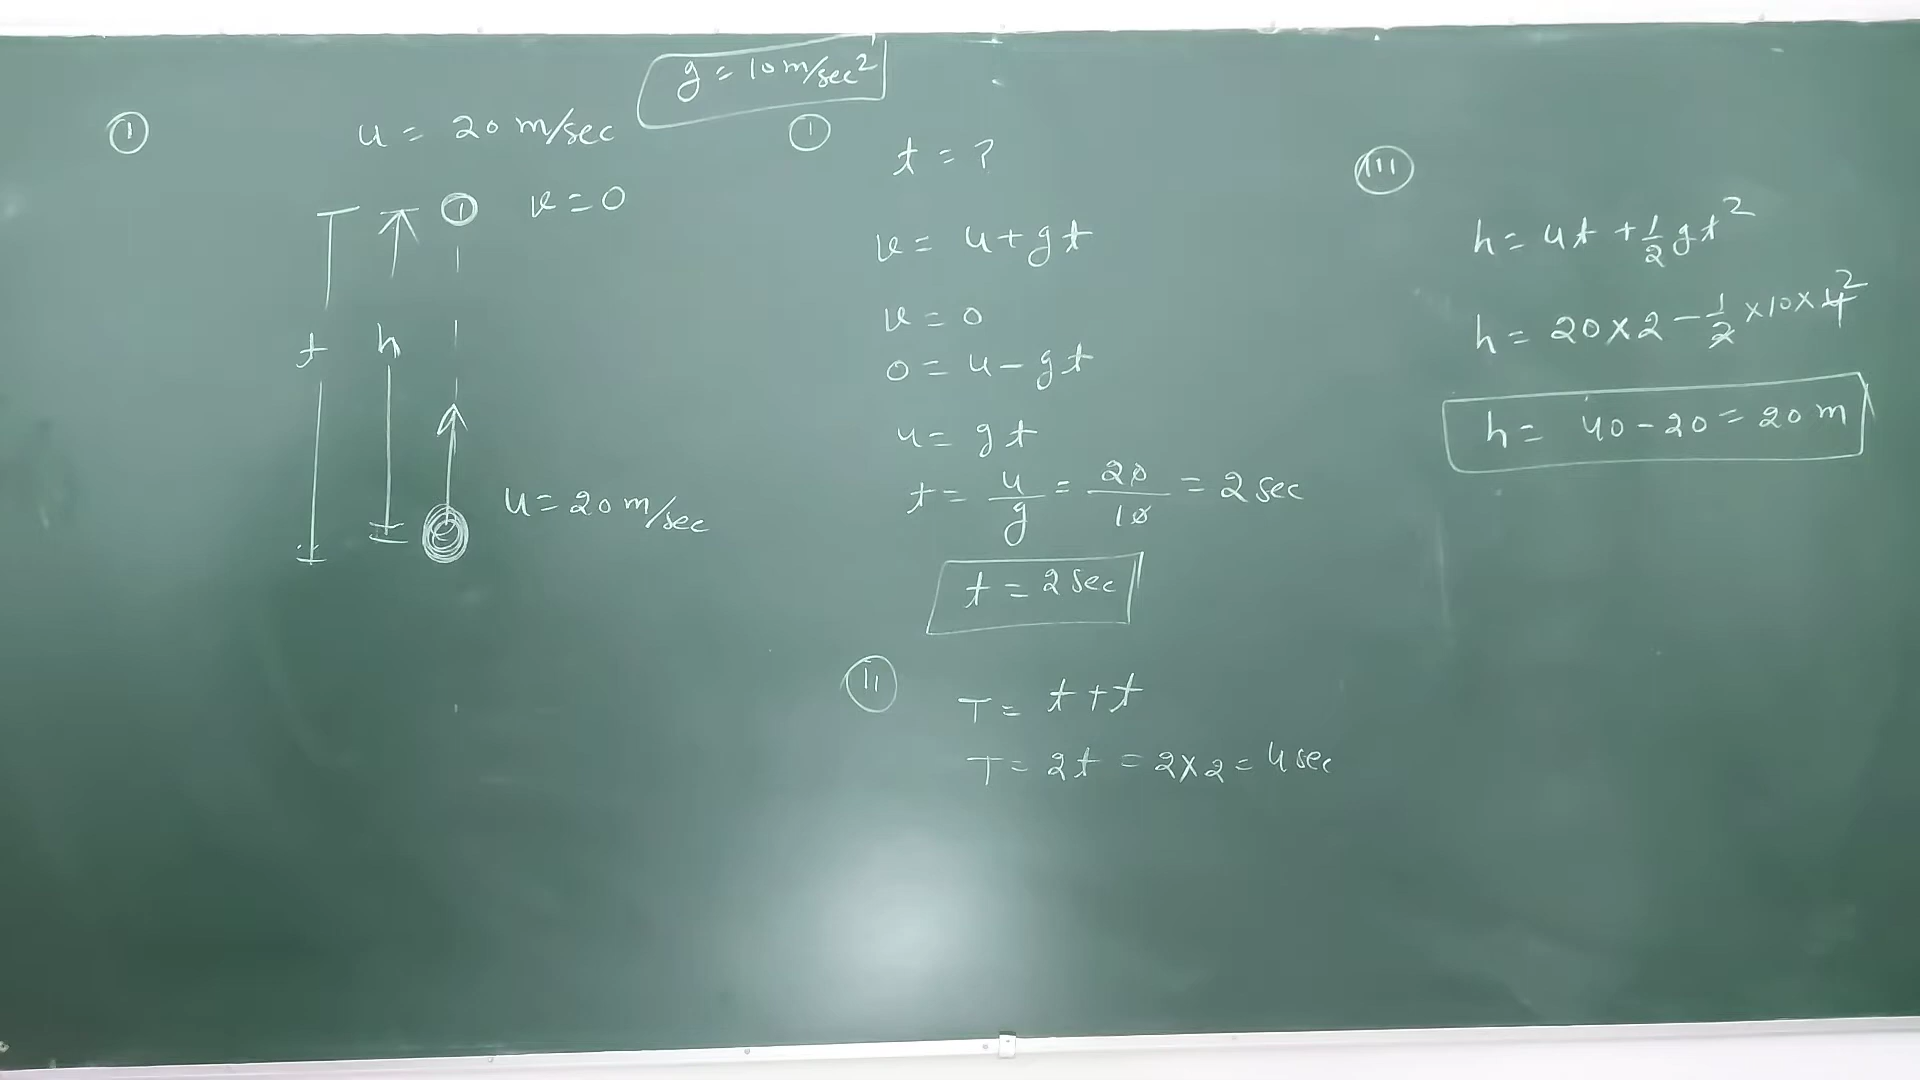 g = 10 m/sec²
① u = 20 m/sec
v = 0
t h
u = 20 m/sec
① t = ?
v = u + gt
v = 0
0 = u - gt
u = gt
t = u/g = 20/10 = 2 sec
t = 2 sec
(ii) T = t + t
T = 2t = 2×2 = 4 sec
(iii)
h = ut + 1/2 gt²
h = 20×2 - 1/2 ×10×4²
h = 40 - 20 = 20 m